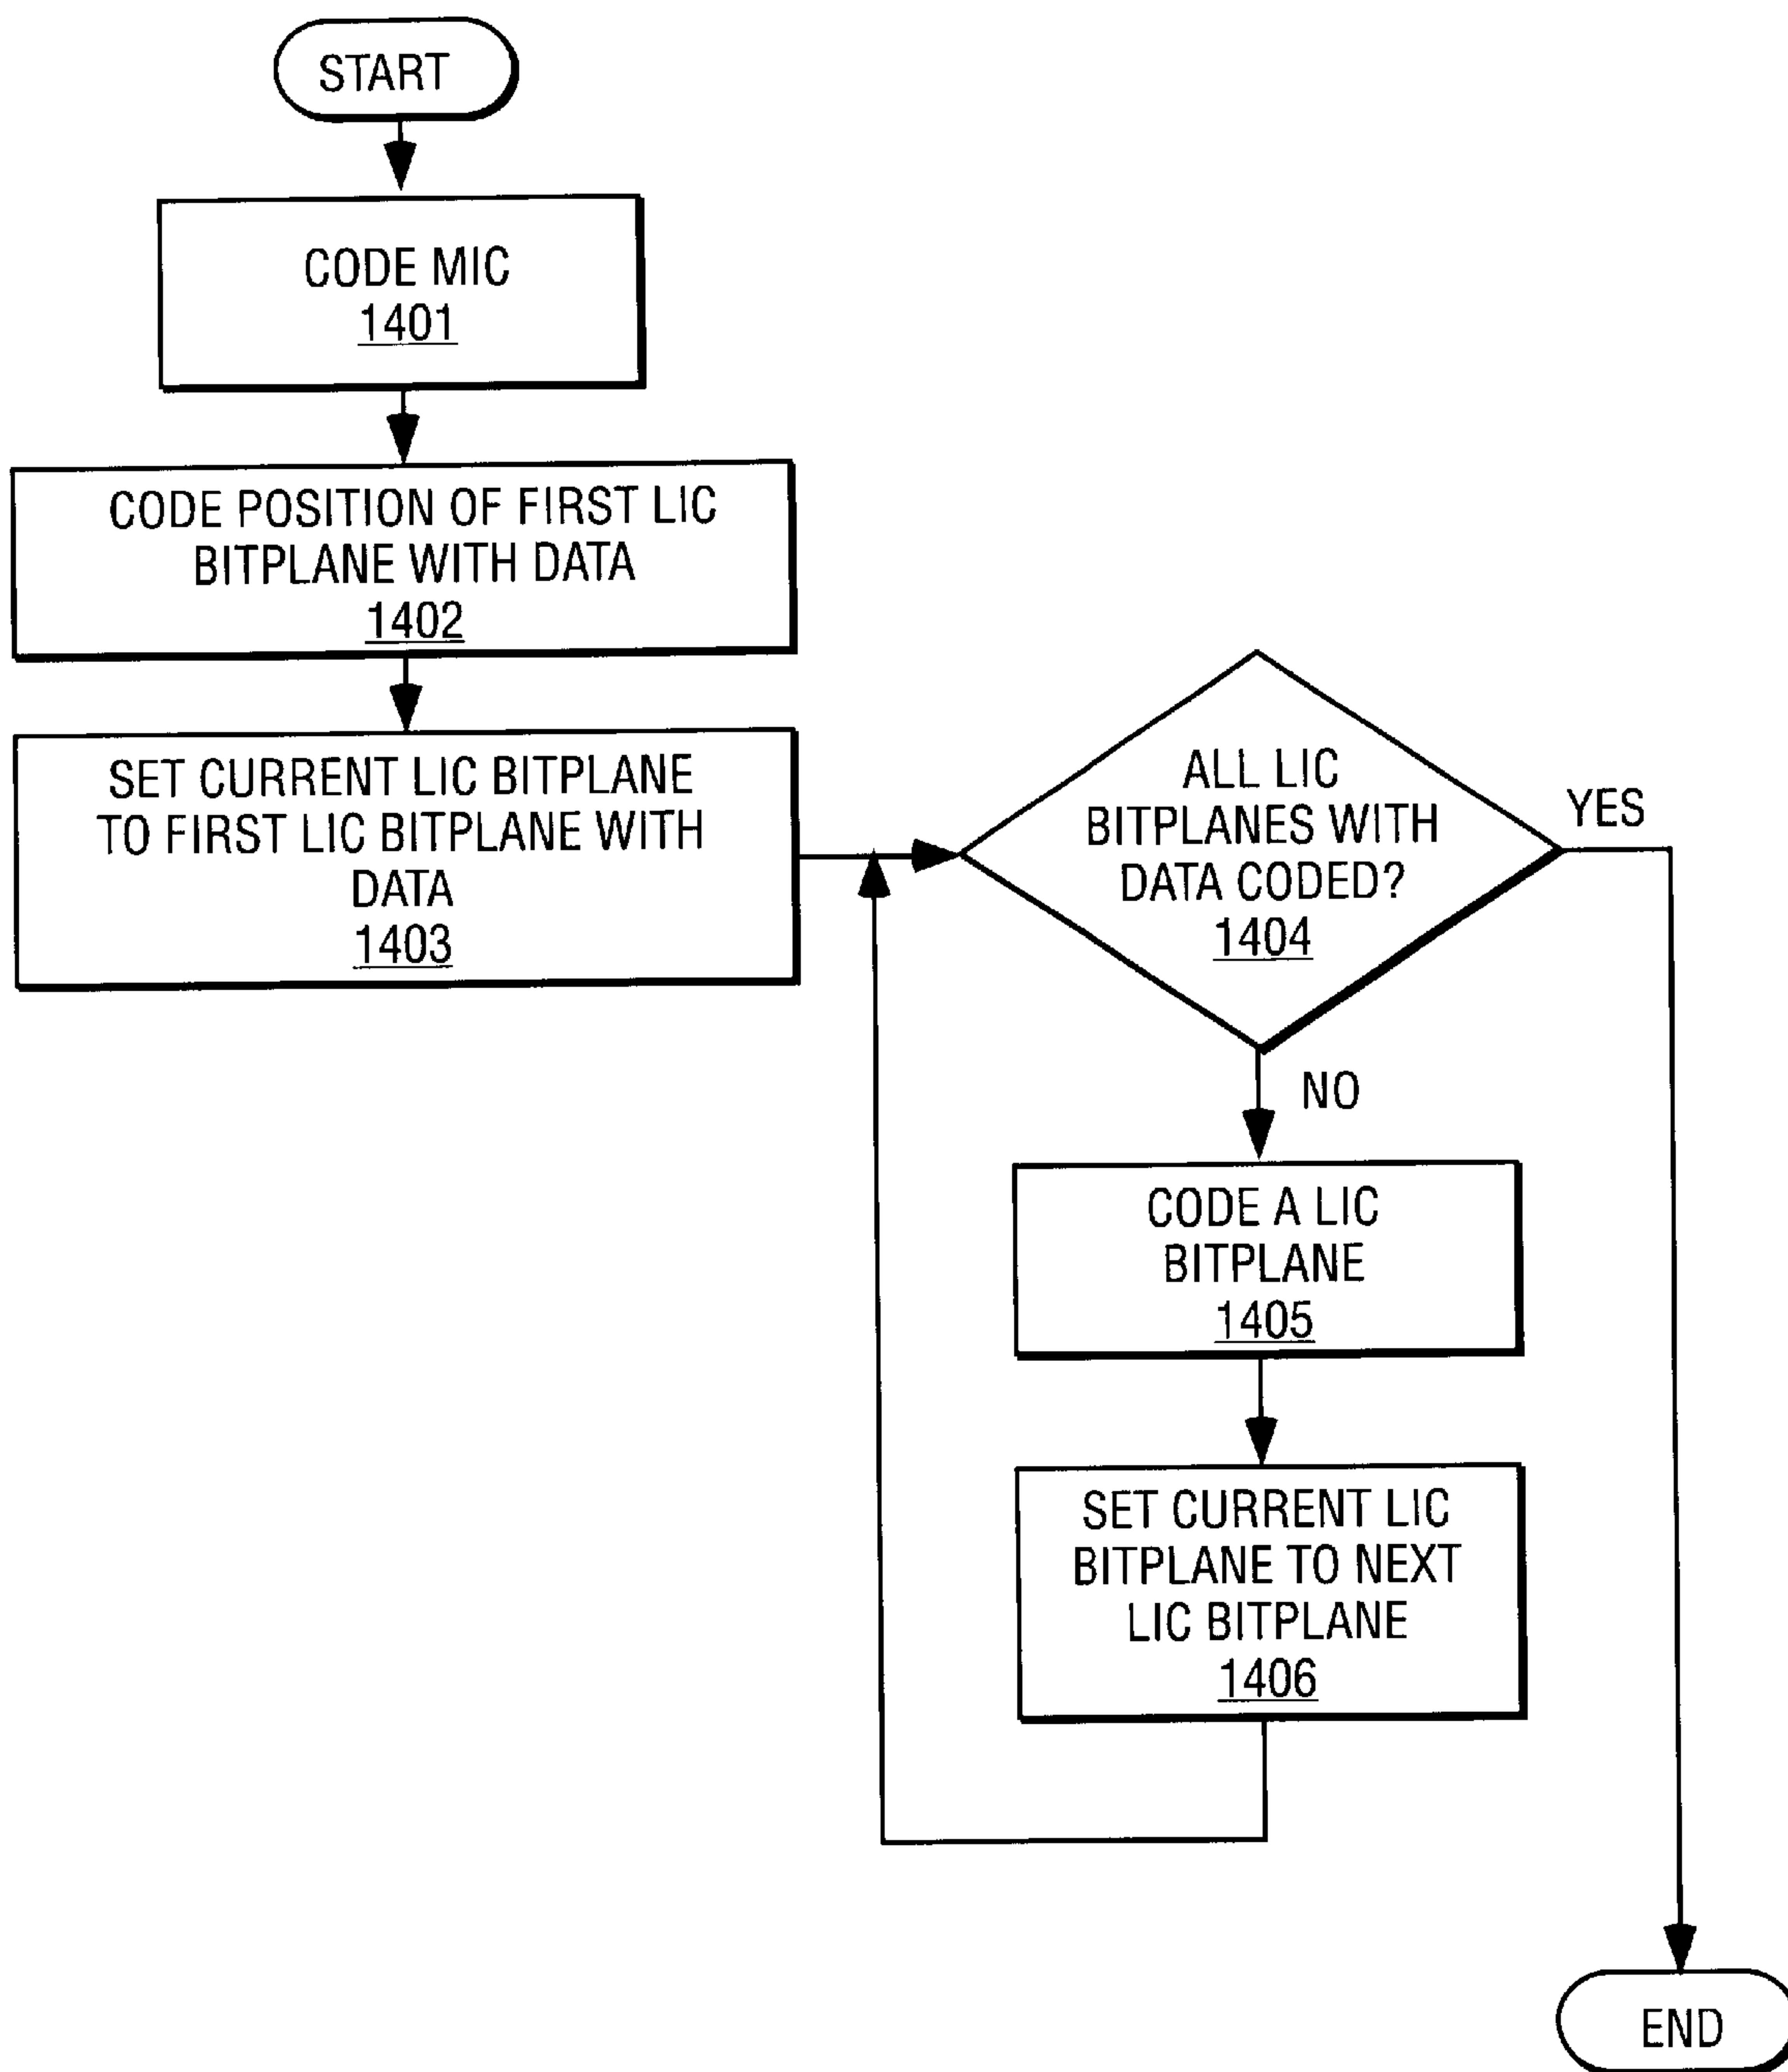 START
CODE MIC
1401
CODE POSITION OF FIRST LIC
BITPLANE WITH DATA
1402
SET CURRENT LIC BITPLANE
TO FIRST LIC BITPLANE WITH
DATA
1403
ALL LIC
BITPLANES WITH
DATA CODED?
1404
YES
NO
CODE A LIC
BITPLANE
1405
SET CURRENT LIC
BITPLANE TO NEXT
LIC BITPLANE
1406
END